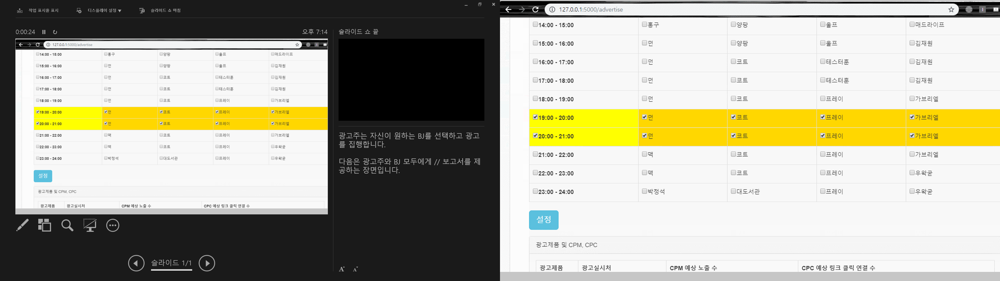 작업 표시줄 표시 디스플레이 설정 ▼ 슬라이드 쇼 마침
0:00:24 오후 7:14
127.0.0.1:5000/advertise
14:00 - 15:00 홍구 양팡 울프 매드라이프
15:00 - 16:00 던 양팡 울프 김재원
16:00 - 17:00 던 코트 테스터훈 김재원
17:00 - 18:00 던 코트 테스터훈 김재원
18:00 - 19:00 던 코트 프레이 가브리엘
19:00 - 20:00 던 코트 프레이 가브리엘
20:00 - 21:00 던 코트 프레이 가브리엘
21:00 - 22:00 맥 코트 프레이 가브리엘
22:00 - 23:00 맥 코트 프레이 우왁굳
23:00 - 24:00 박정석 대도서관 프레이 우왁굳
설정
광고제품 및 CPM, CPC
광고제품 광고실시처 CPM 예상 노출 수 CPC 예상 링크 클릭 연결 수
슬라이드 1/1
슬라이드 쇼 끝
광고주는 자신이 원하는 BJ를 선택하고 광고
를 집행합니다.
다음은 광고주와 BJ 모두에게 // 보고서를 제
공하는 장면입니다.
A A
127.0.0.1:5000/advertise
14:00 - 15:00 홍구 양팡 울프 매드라이프
15:00 - 16:00 던 양팡 울프 김재원
16:00 - 17:00 던 코트 테스터훈 김재원
17:00 - 18:00 던 코트 테스터훈 김재원
18:00 - 19:00 던 코트 프레이 가브리엘
19:00 - 20:00 던 코트 프레이 가브리엘
20:00 - 21:00 던 코트 프레이 가브리엘
21:00 - 22:00 맥 코트 프레이 가브리엘
22:00 - 23:00 맥 코트 프레이 우왁굳
23:00 - 24:00 박정석 대도서관 프레이 우왁굳
설정
광고제품 및 CPM, CPC
광고제품 광고실시처 CPM 예상 노출 수 CPC 예상 링크 클릭 연결 수